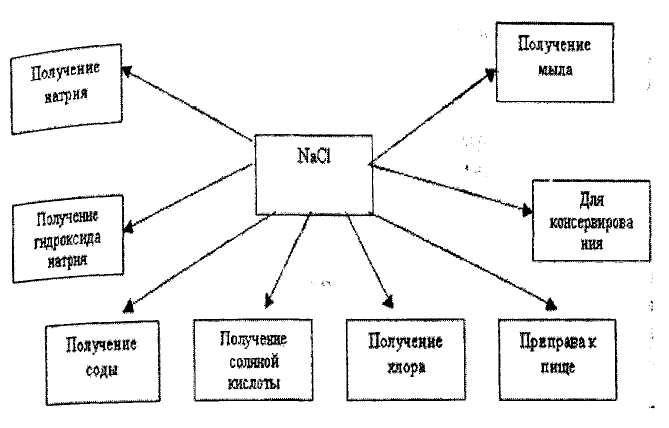 Получение
натрия
Получение
мыла
NaCl
Получение
гидроксида
натрия
Для
консервирова
ния
Получение
соды
Получение
соляной
кислоты
Получение
хлора
Приправа к
пище